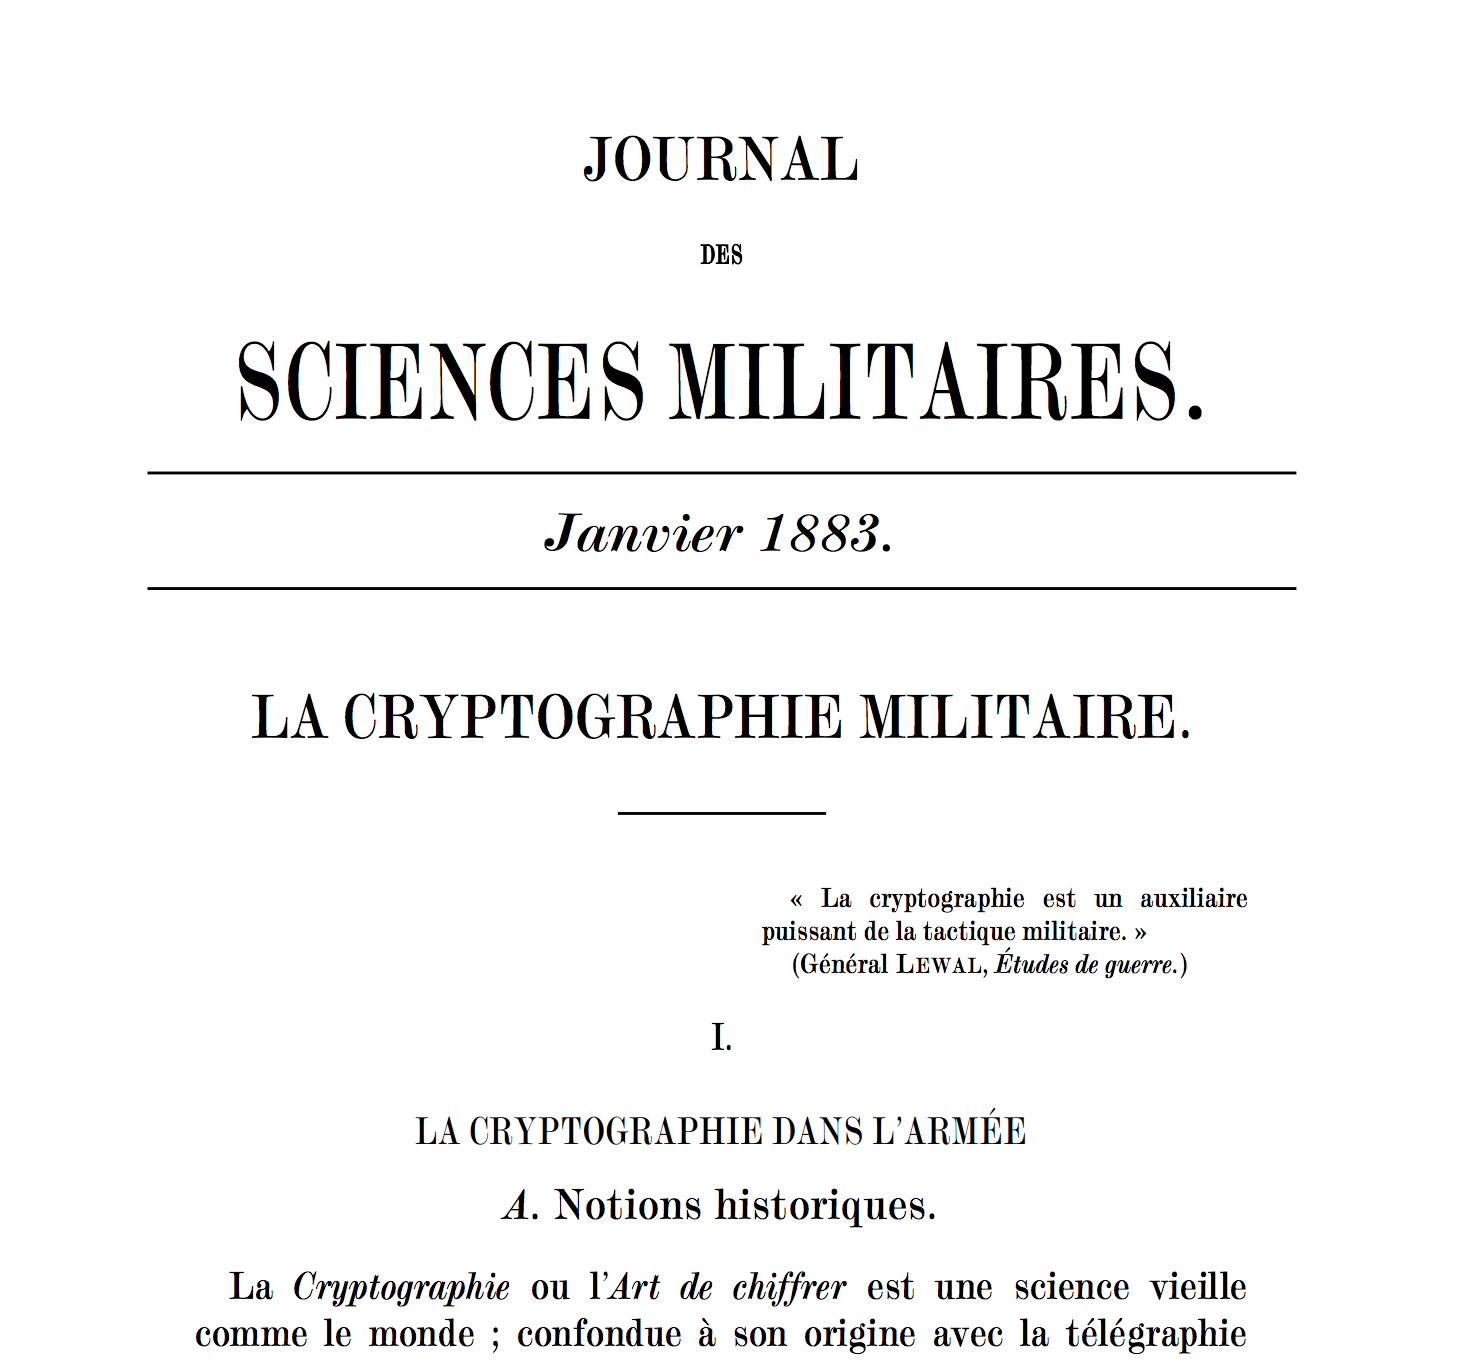 JOURNAL
DES
SCIENCES MILITAIRES.
Janvier 1883.
LA CRYPTOGRAPHIE MILITAIRE.
« La cryptographie est un auxiliaire
puissant de la tactique militaire. »
(Général LEWAL, Études de guerre.)
I.
LA CRYPTOGRAPHIE DANS L’ARMÉE
A. Notions historiques.
La Cryptographie ou l’Art de chiffrer est une science vieille
comme le monde ; confondue à son origine avec la télégraphie